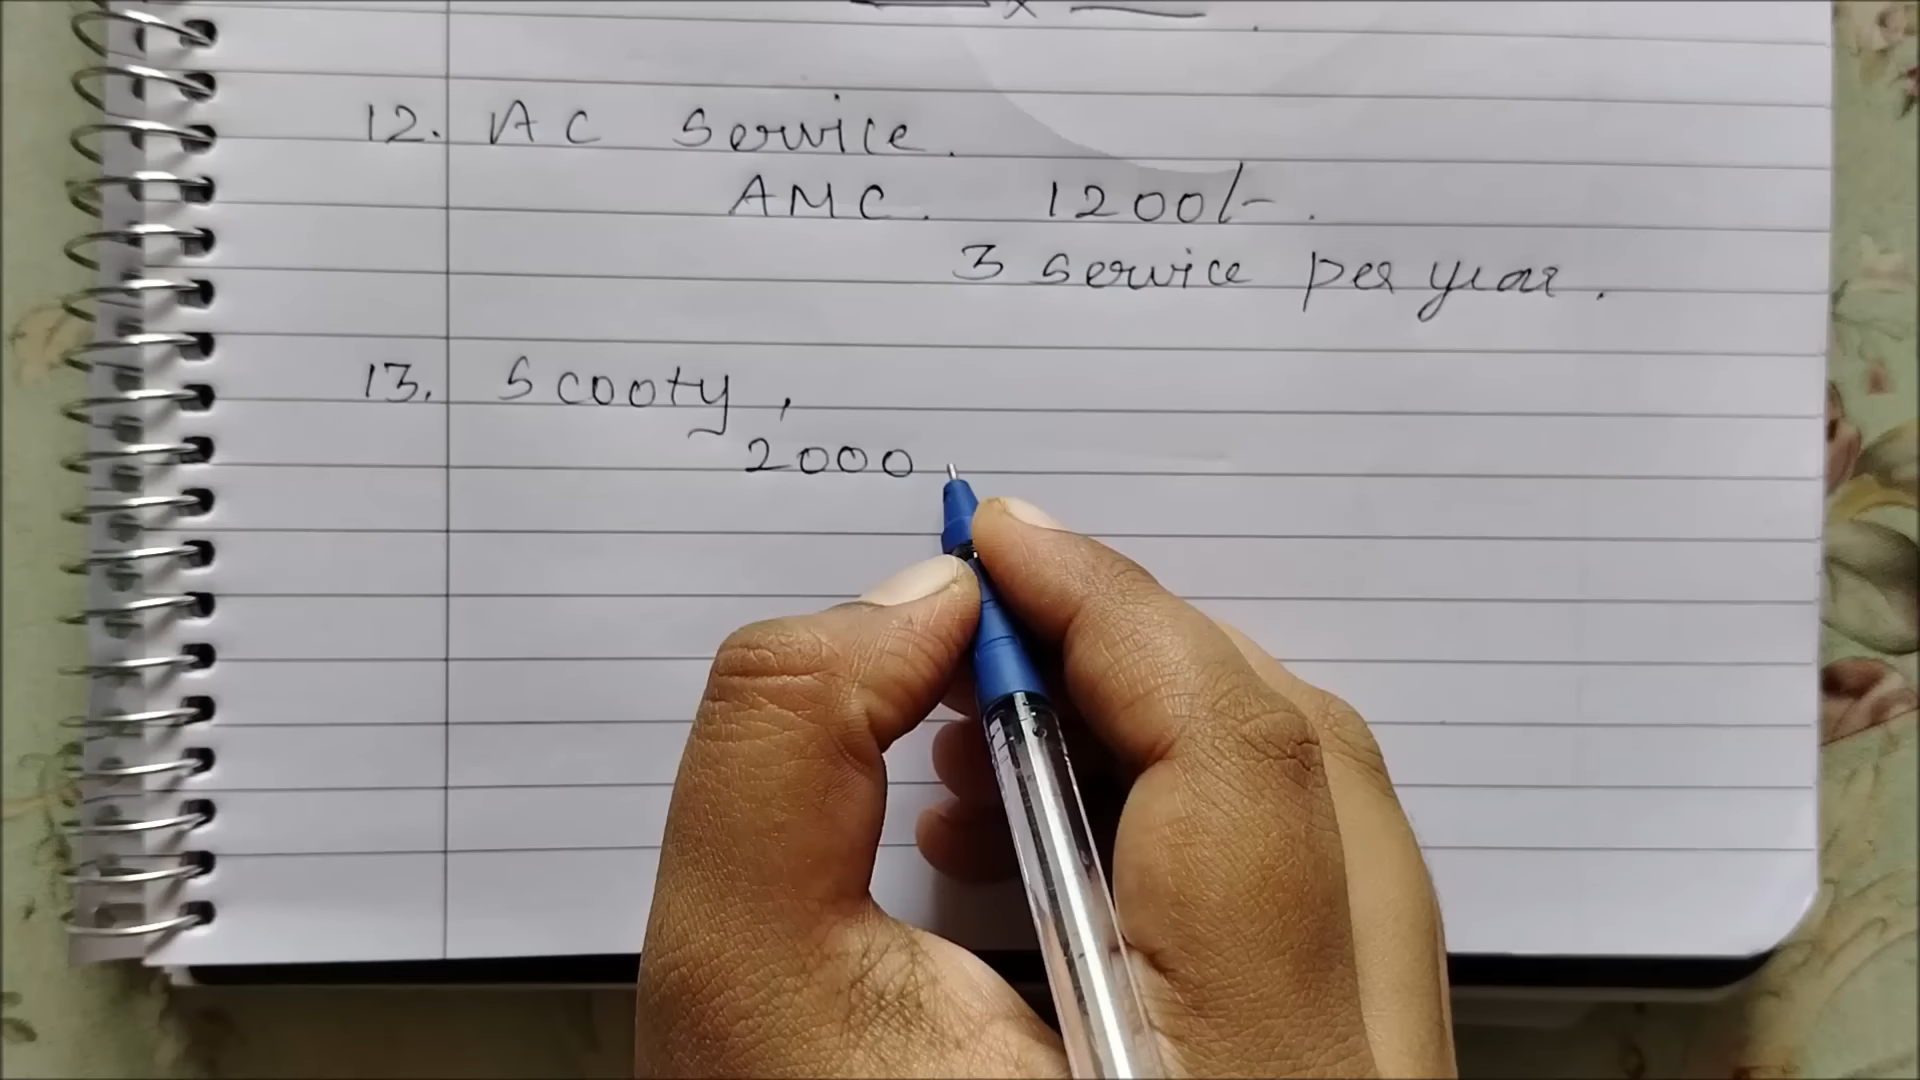 x
12. AC Service.
AMC. 1200/-.
3 service per year.
13. Scooty,
2000